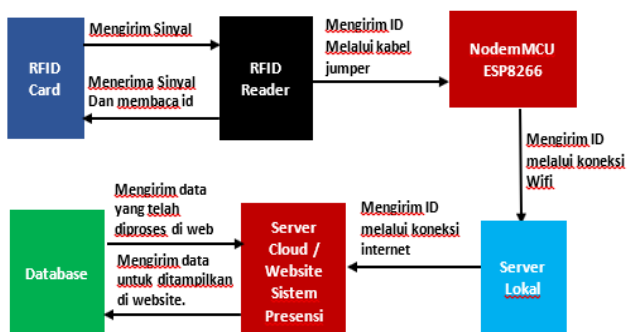 Mengirim Sinyal
RFID
Card
Menerima Sinyal
Dan membaca id
RFID
Reader
Mengirim ID
Melalui kabel
jumper
NodemMCU
ESP8266
Mengirim ID
melalui koneksi
Wifi
Server
Lokal
Mengirim ID
melalui koneksi
internet
Server
Cloud /
Website
Sistem
Presensi
Mengirim data
yang telah
diproses di web
Mengirim data
untuk ditampilkan
di website.
Database